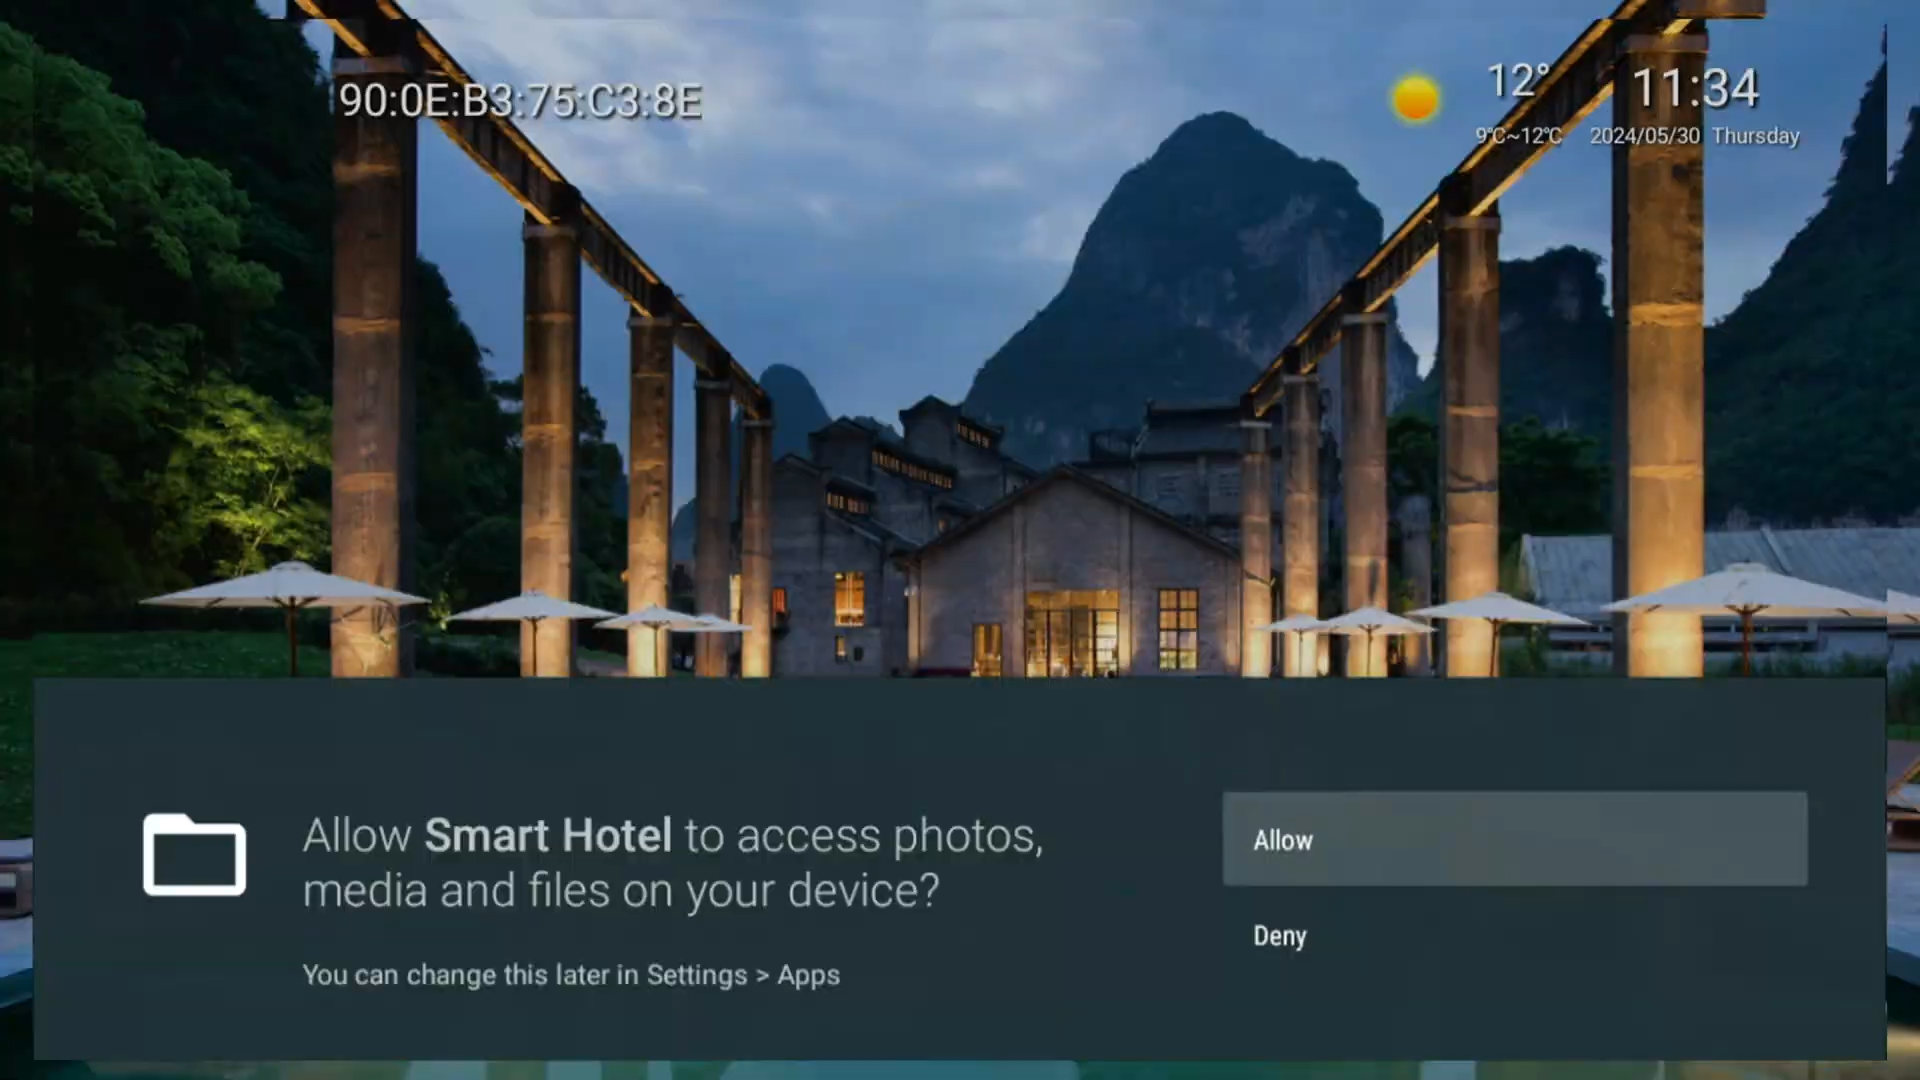 90:0E:B3:75:C3:8E
12°
11:34
9°C~12°C
2024/05/30 Thursday
Allow Smart Hotel to access photos,
media and files on your device?
You can change this later in Settings > Apps
Allow
Deny